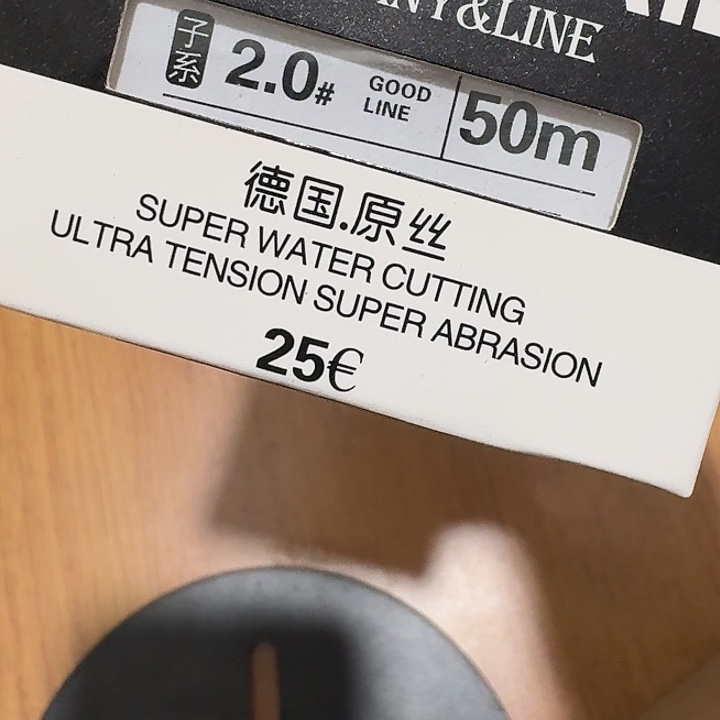 &LINE
子系 2.0# GOOD LINE 50m
德国.原丝
SUPER WATER CUTTING
ULTRA TENSION SUPER ABRASION
25€